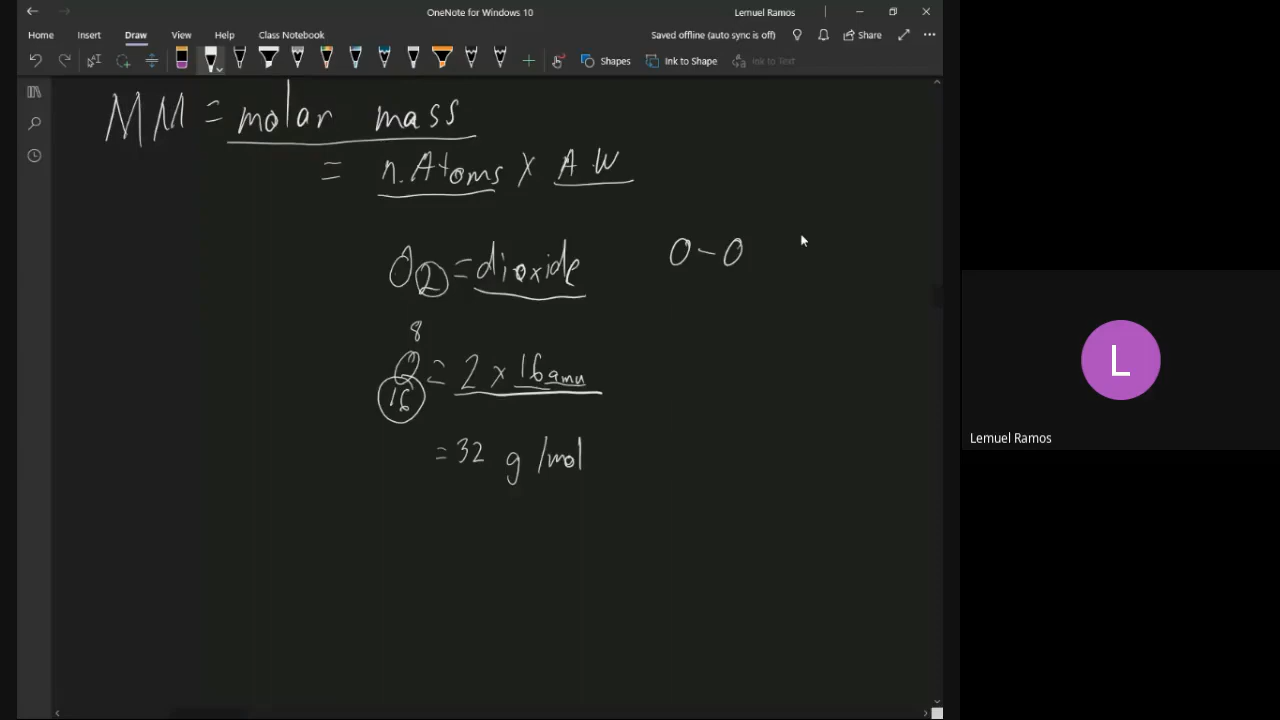 OneNote for Windows 10
Lemuel Ramos
Home Insert Draw View Help Class Notebook
Saved offline (auto sync is off) Share
Shapes Ink to Shape Ink to Text
MM = molar mass
= n.Atoms x AW
O2 = dioxide O-O
8
O = 2 x 16amu
16
= 32 g/mol
L
Lemuel Ramos